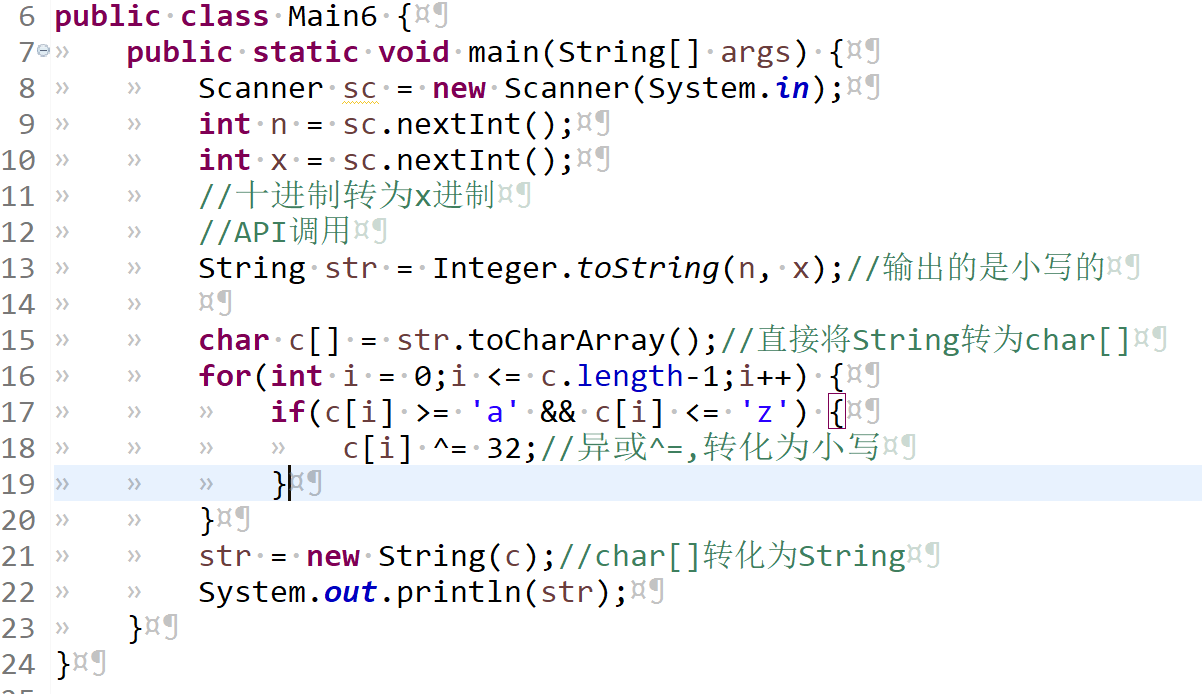 6 public class Main6 {
7 public static void main(String[] args) {
8 Scanner sc = new Scanner(System.in);
9 int n = sc.nextInt();
10 int x = sc.nextInt();
11 //十进制转为x进制
12 //API调用
13 String str = Integer.toString(n, x);//输出的是小写的
14
15 char c[] = str.toCharArray();//直接将String转为char[]
16 for(int i = 0;i <= c.length-1;i++) {
17 if(c[i] >= 'a' && c[i] <= 'z') {
18 c[i] ^= 32;//异或^=,转化为小写
19 }
20 }
21 str = new String(c);//char[]转化为String
22 System.out.println(str);
23 }
24 }